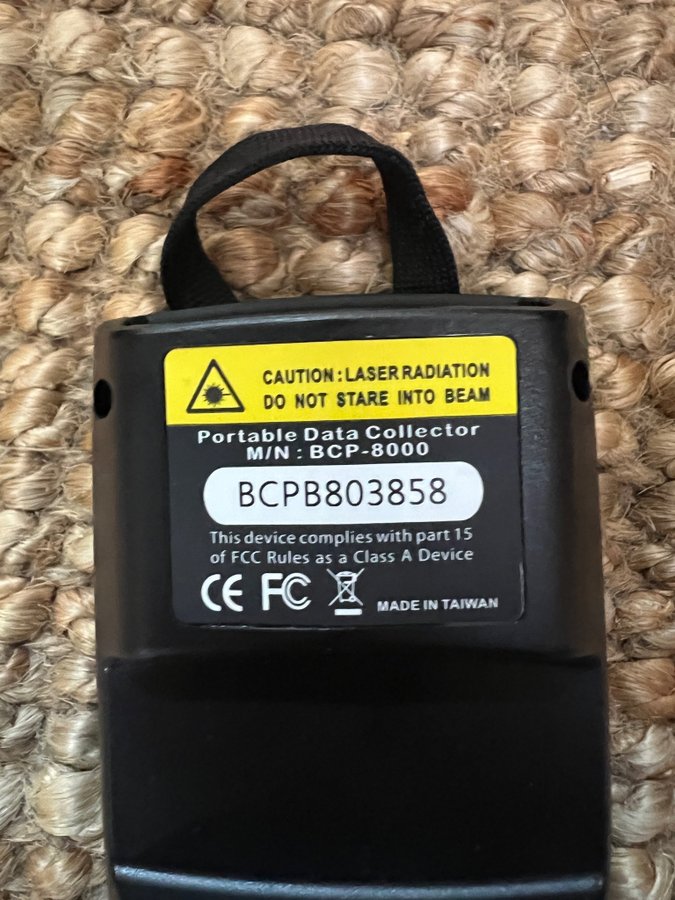 CAUTION : LASER RADIATION
DO NOT STARE INTO BEAM
Portable Data Collector
M/N : BCP-8000
BCPB803858
This device complies with part 15
of FCC Rules as a Class A Device
CE FC MADE IN TAIWAN